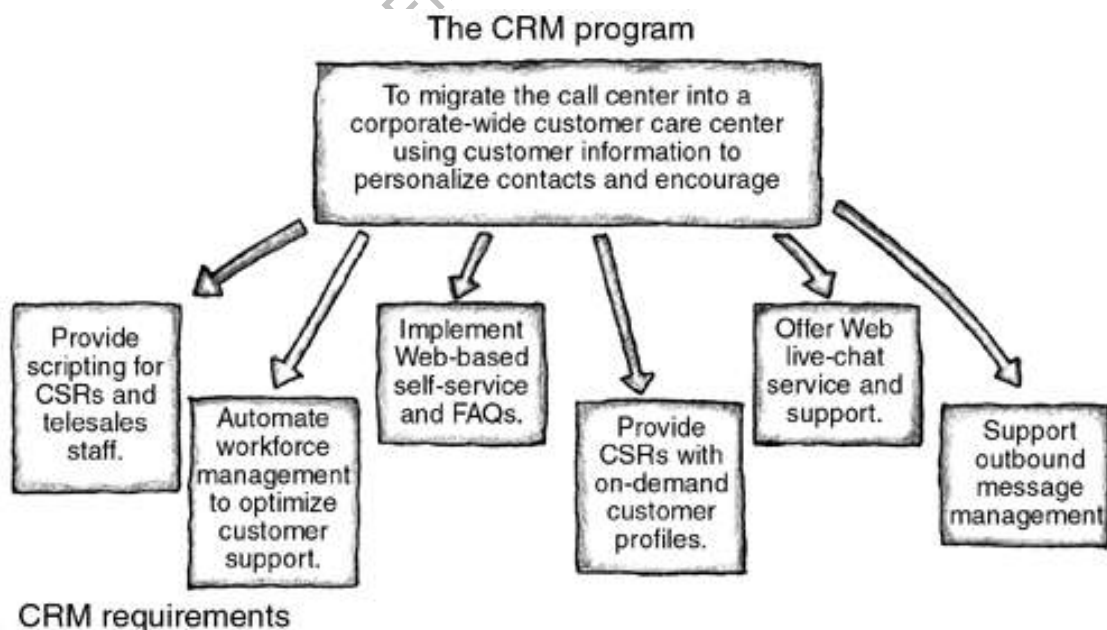 The CRM program
To migrate the call center into a
corporate-wide customer care center
using customer information to
personalize contacts and encourage
Provide
scripting for
CSRs and
telesales
staff.
Automate
workforce
management
to optimize
customer
support.
Implement
Web-based
self-service
and FAQs.
Provide
CSRs with
on-demand
customer
profiles.
Offer Web
live-chat
service and
support.
Support
outbound
message
management
CRM requirements